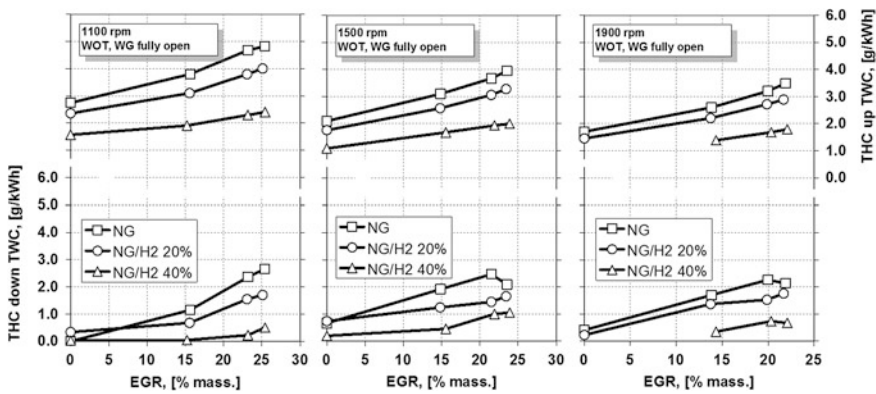 1100 rpm
WOT, WG fully open
1500 rpm
WOT, WG fully open
1900 rpm
WOT, WG fully open
6.0
5.0
4.0
3.0
2.0
1.0
0.0
THC up TWC, [g/kWh]
THC down TWC, [g/kWh]
6.0
5.0
4.0
3.0
2.0
1.0
0.0
NG
NG/H2 20%
NG/H2 40%
NG
NG/H2 20%
NG/H2 40%
NG
NG/H2 20%
NG/H2 40%
0 5 10 15 20 25 30
0 5 10 15 20 25 30
0 5 10 15 20 25
EGR, [% mass.]
EGR, [% mass.]
EGR, [% mass.]